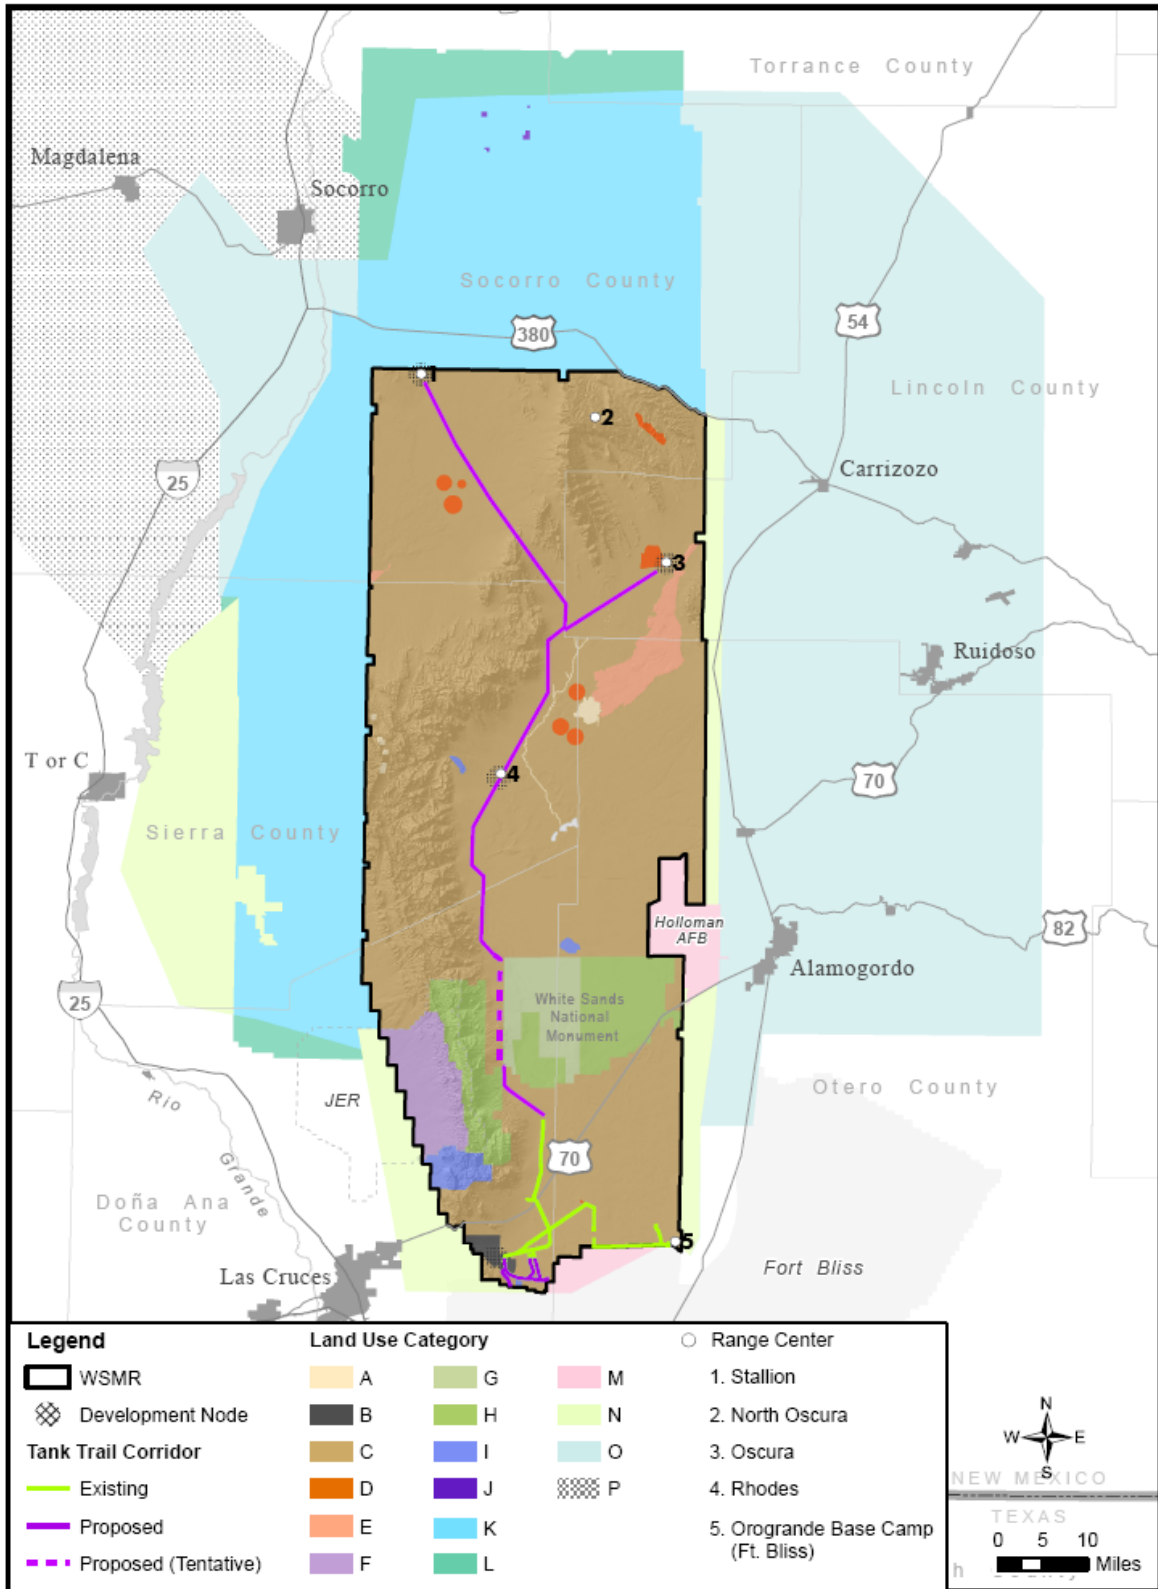 Torrance County
Magdalena
Socorro
Socorro County
380
54
1
2
Lincoln County
25
Carrizozo
3
Ruidoso
T or C
4
70
Sierra County
Holloman
AFB
82
Alamogordo
25
White Sands
National
Monument
Otero County
JER
Rio
Grande
70
Doña Ana
County
5
Fort Bliss
Las Cruces
Legend
WSMR
Development Node
Tank Trail Corridor
Existing
Proposed
Proposed (Tentative)
Land Use Category
A
B
C
D
E
F
G
H
I
J
K
L
M
N
O
P
Range Center
1. Stallion
2. North Oscura
3. Oscura
4. Rhodes
5. Orogrande Base Camp
(Ft. Bliss)
N
W E
S
NEW MEXICO
TEXAS
0 5 10
Miles